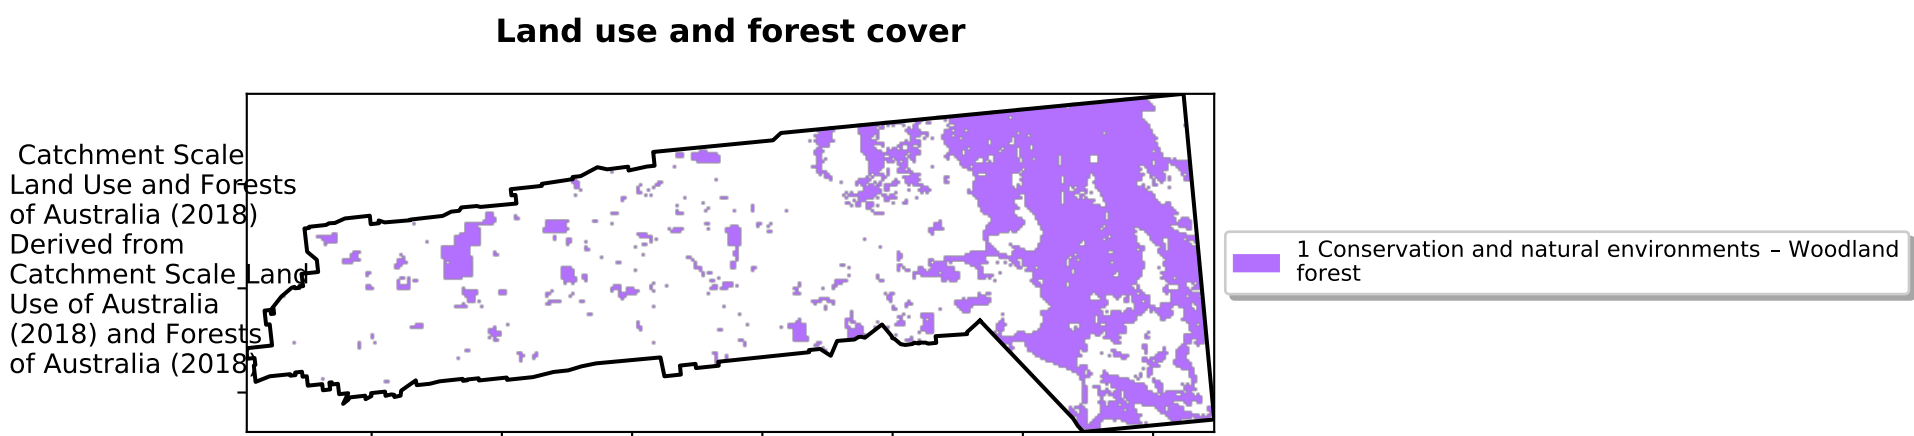 Land use and forest cover
Catchment Scale
Land Use and Forests
of Australia (2018)
Derived from
Catchment Scale Land
Use of Australia
(2018) and Forests
of Australia (2018)
1 Conservation and natural environments – Woodland
forest